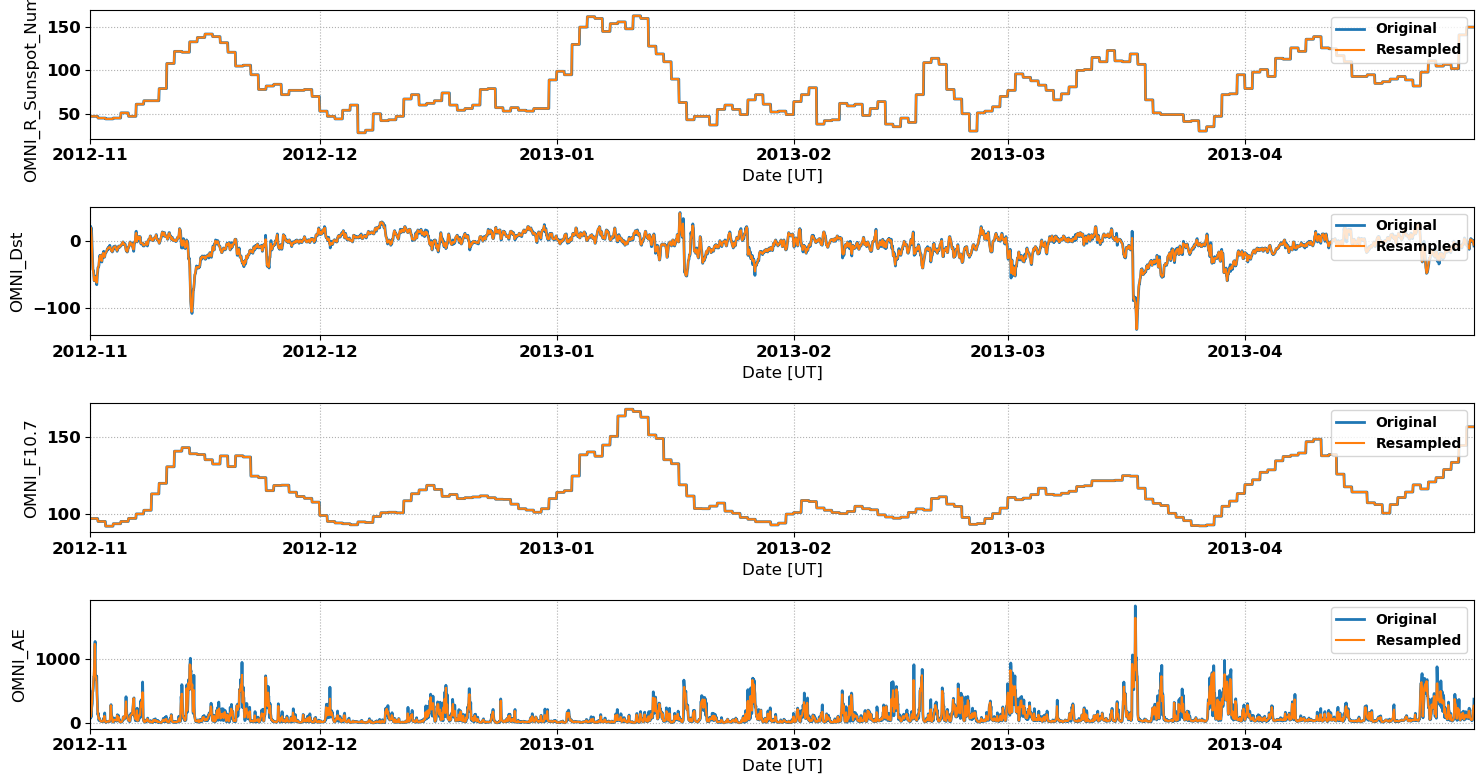 OMNI_R_Sunspot_Num
150
100
50
Original
Resampled
2012-11 2012-12 2013-01 2013-02 2013-03 2013-04
Date [UT]
OMNI_Dst
0
−100
Original
Resampled
2012-11 2012-12 2013-01 2013-02 2013-03 2013-04
Date [UT]
OMNI_F10.7
150
100
Original
Resampled
2012-11 2012-12 2013-01 2013-02 2013-03 2013-04
Date [UT]
OMNI_AE
1000
0
Original
Resampled
2012-11 2012-12 2013-01 2013-02 2013-03 2013-04
Date [UT]